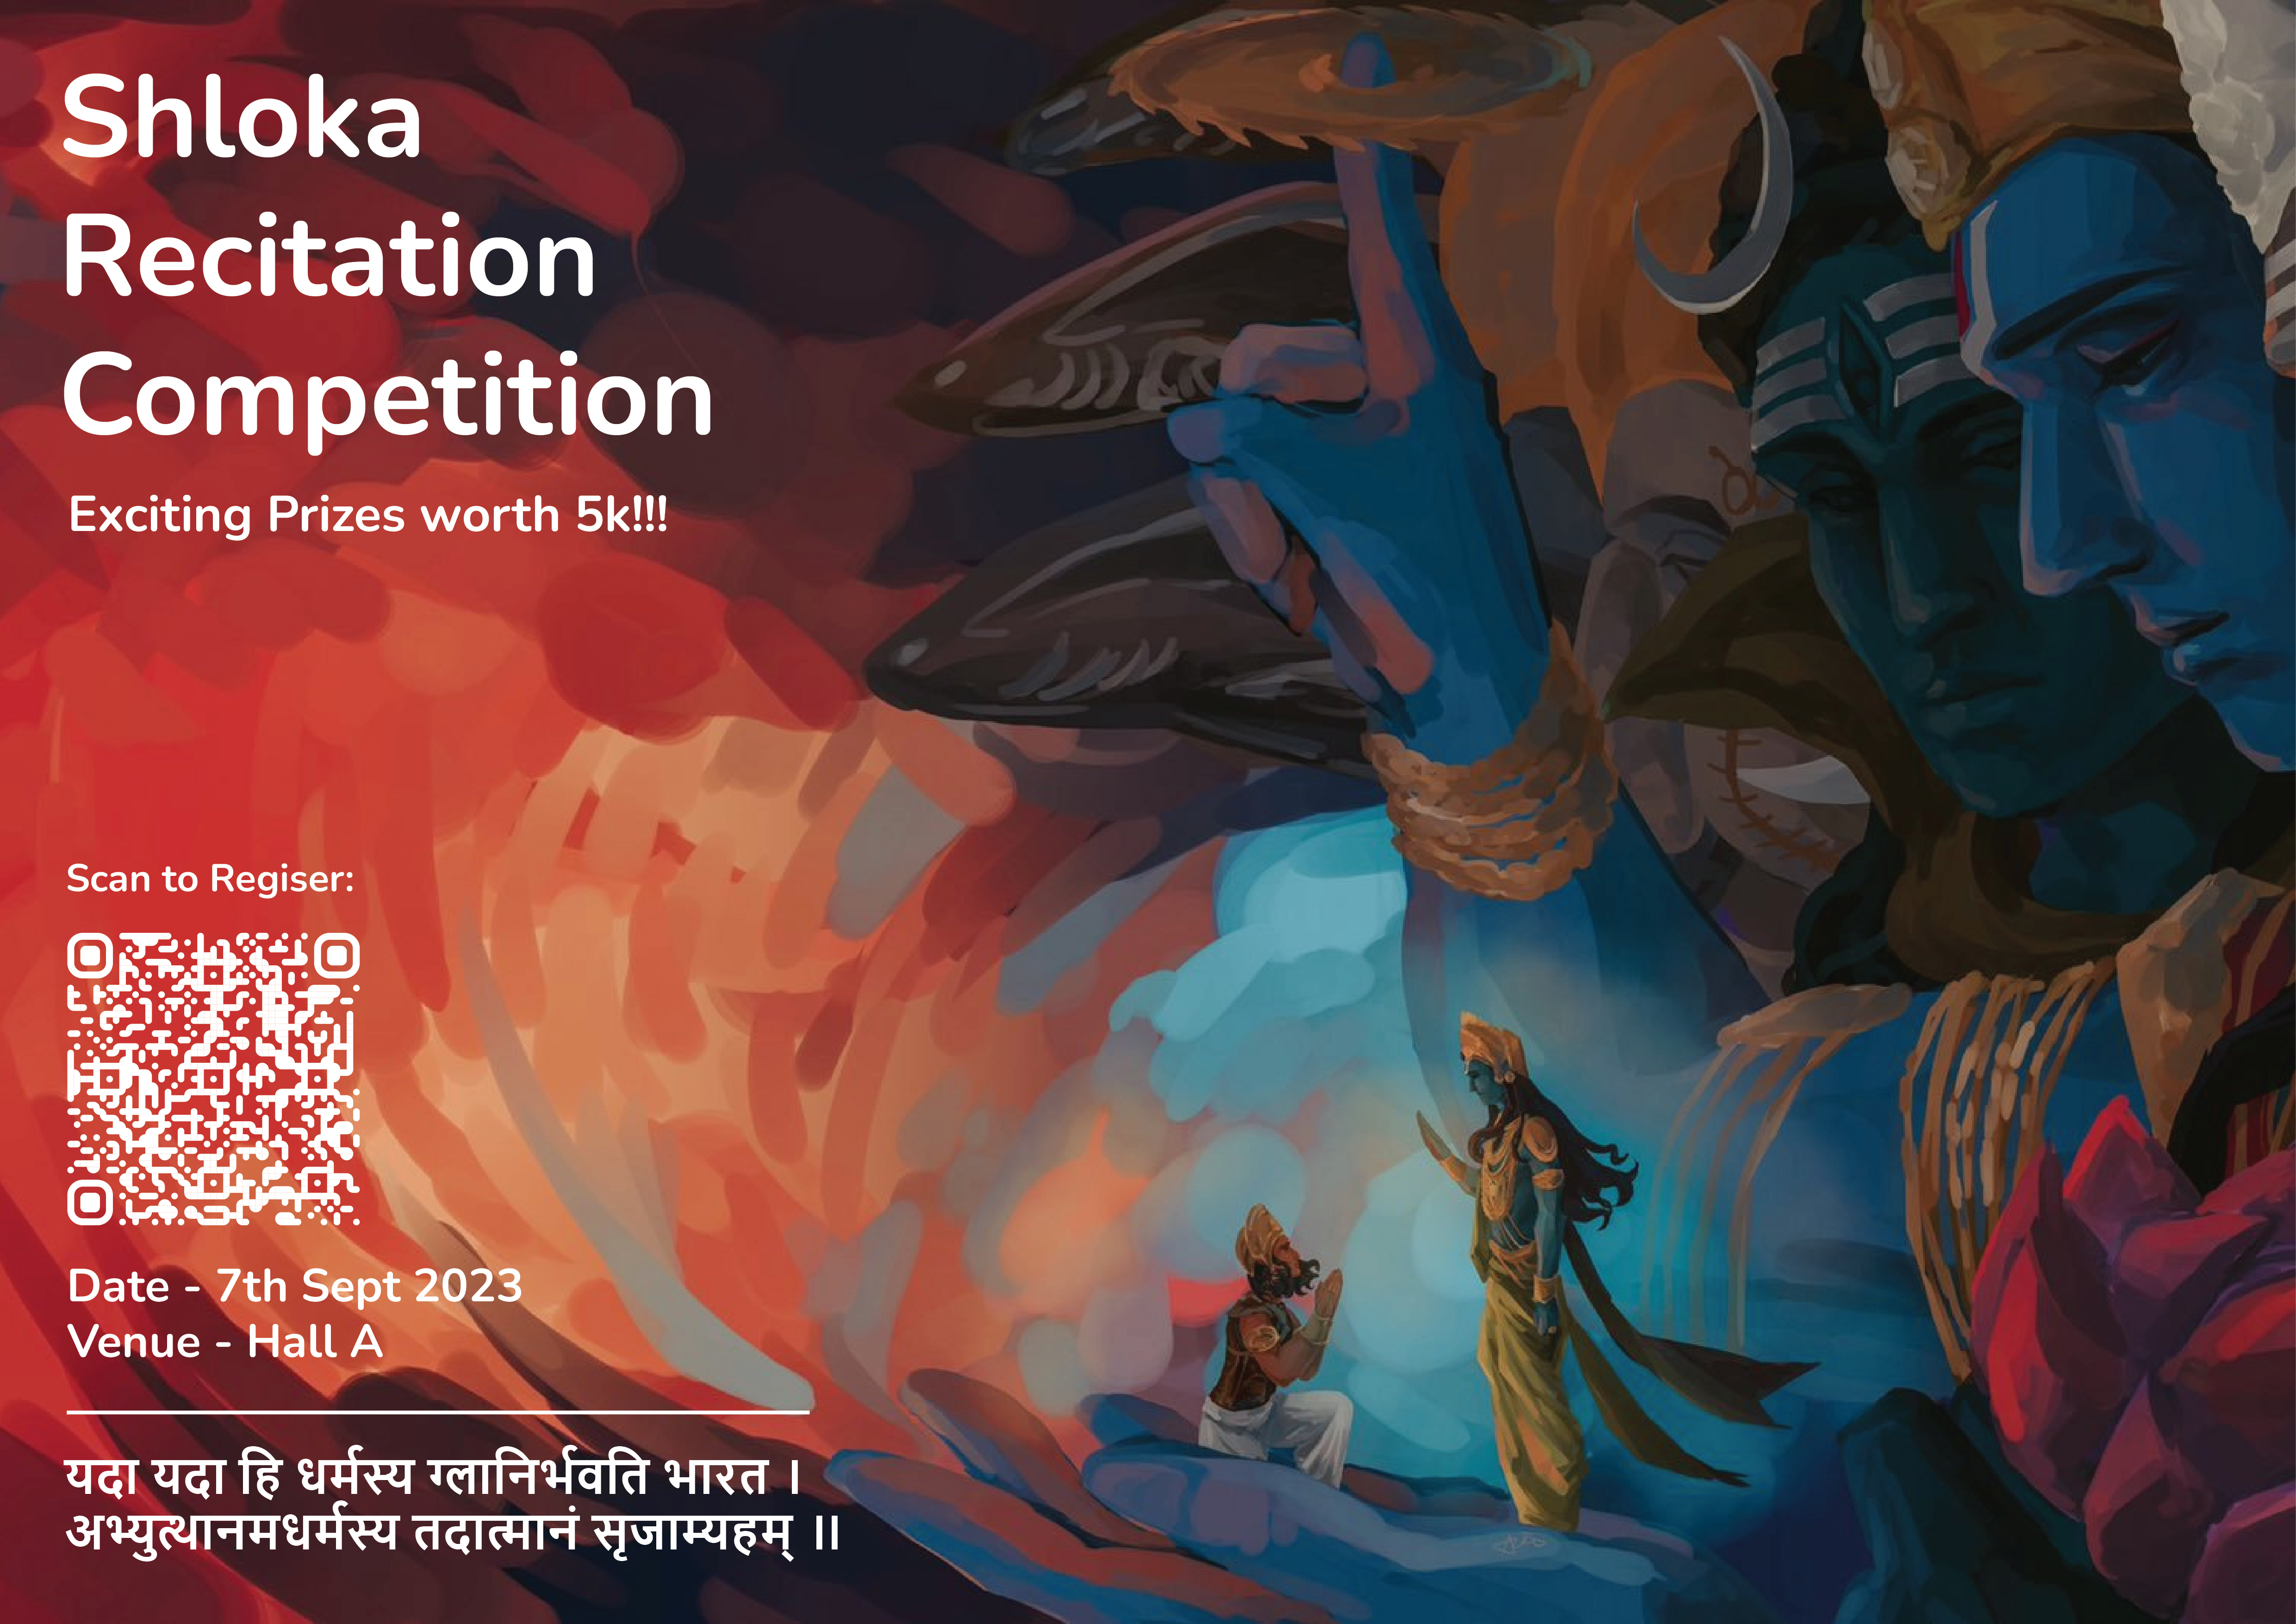 Shloka
Recitation
Competition
Exciting Prizes worth 5k!!!
Scan to Regiser:
Date - 7th Sept 2023
Venue - Hall A
यदा यदा हि धर्मस्य ग्लानिर्भवति भारत ।
अभ्युत्थानमधर्मस्य तदात्मानं सृजाम्यहम् ॥